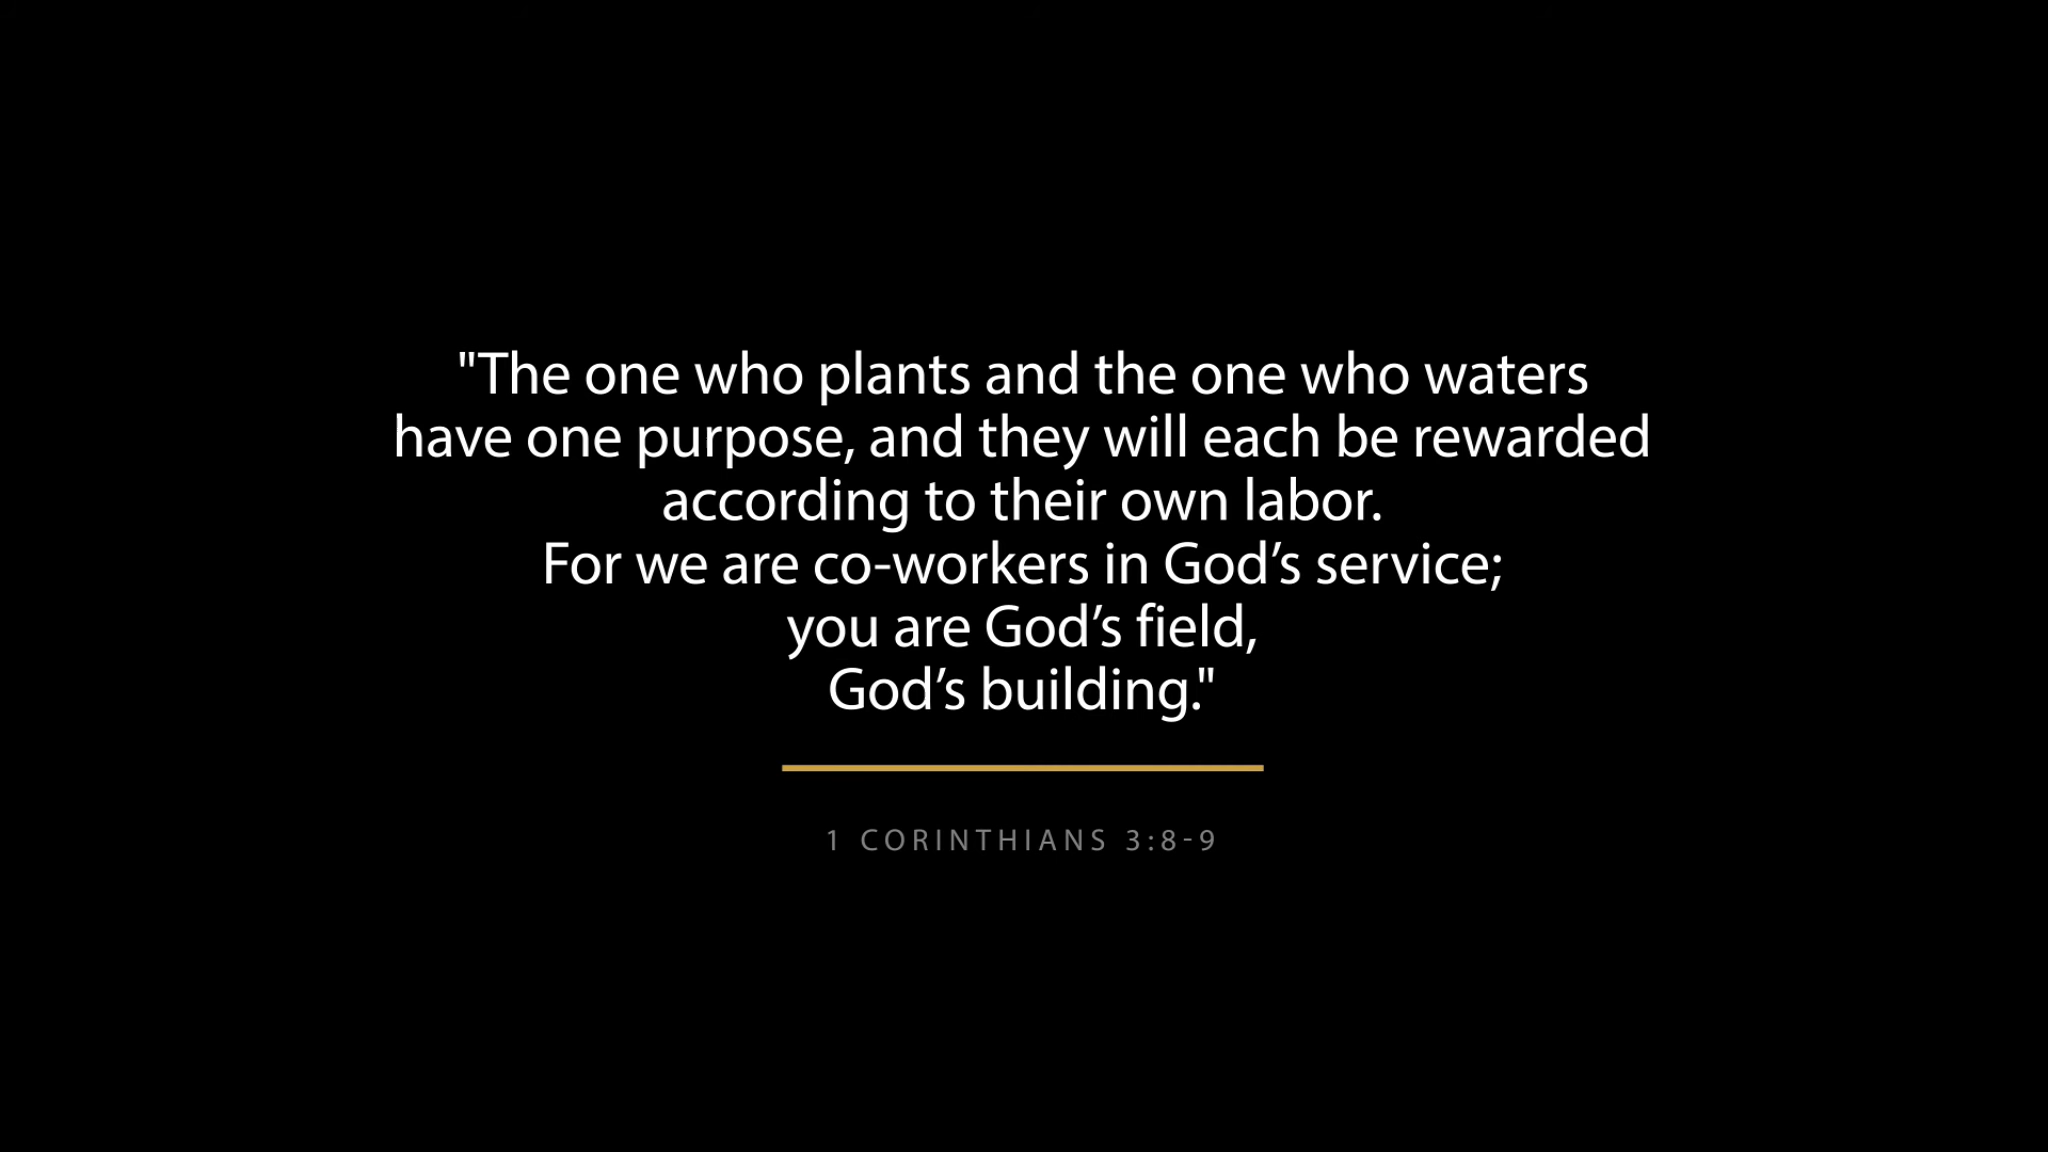 "The one who plants and the one who waters
have one purpose, and they will each be rewarded
according to their own labor.
For we are co-workers in God’s service;
you are God’s field,
God’s building."
1 CORINTHIANS 3:8-9